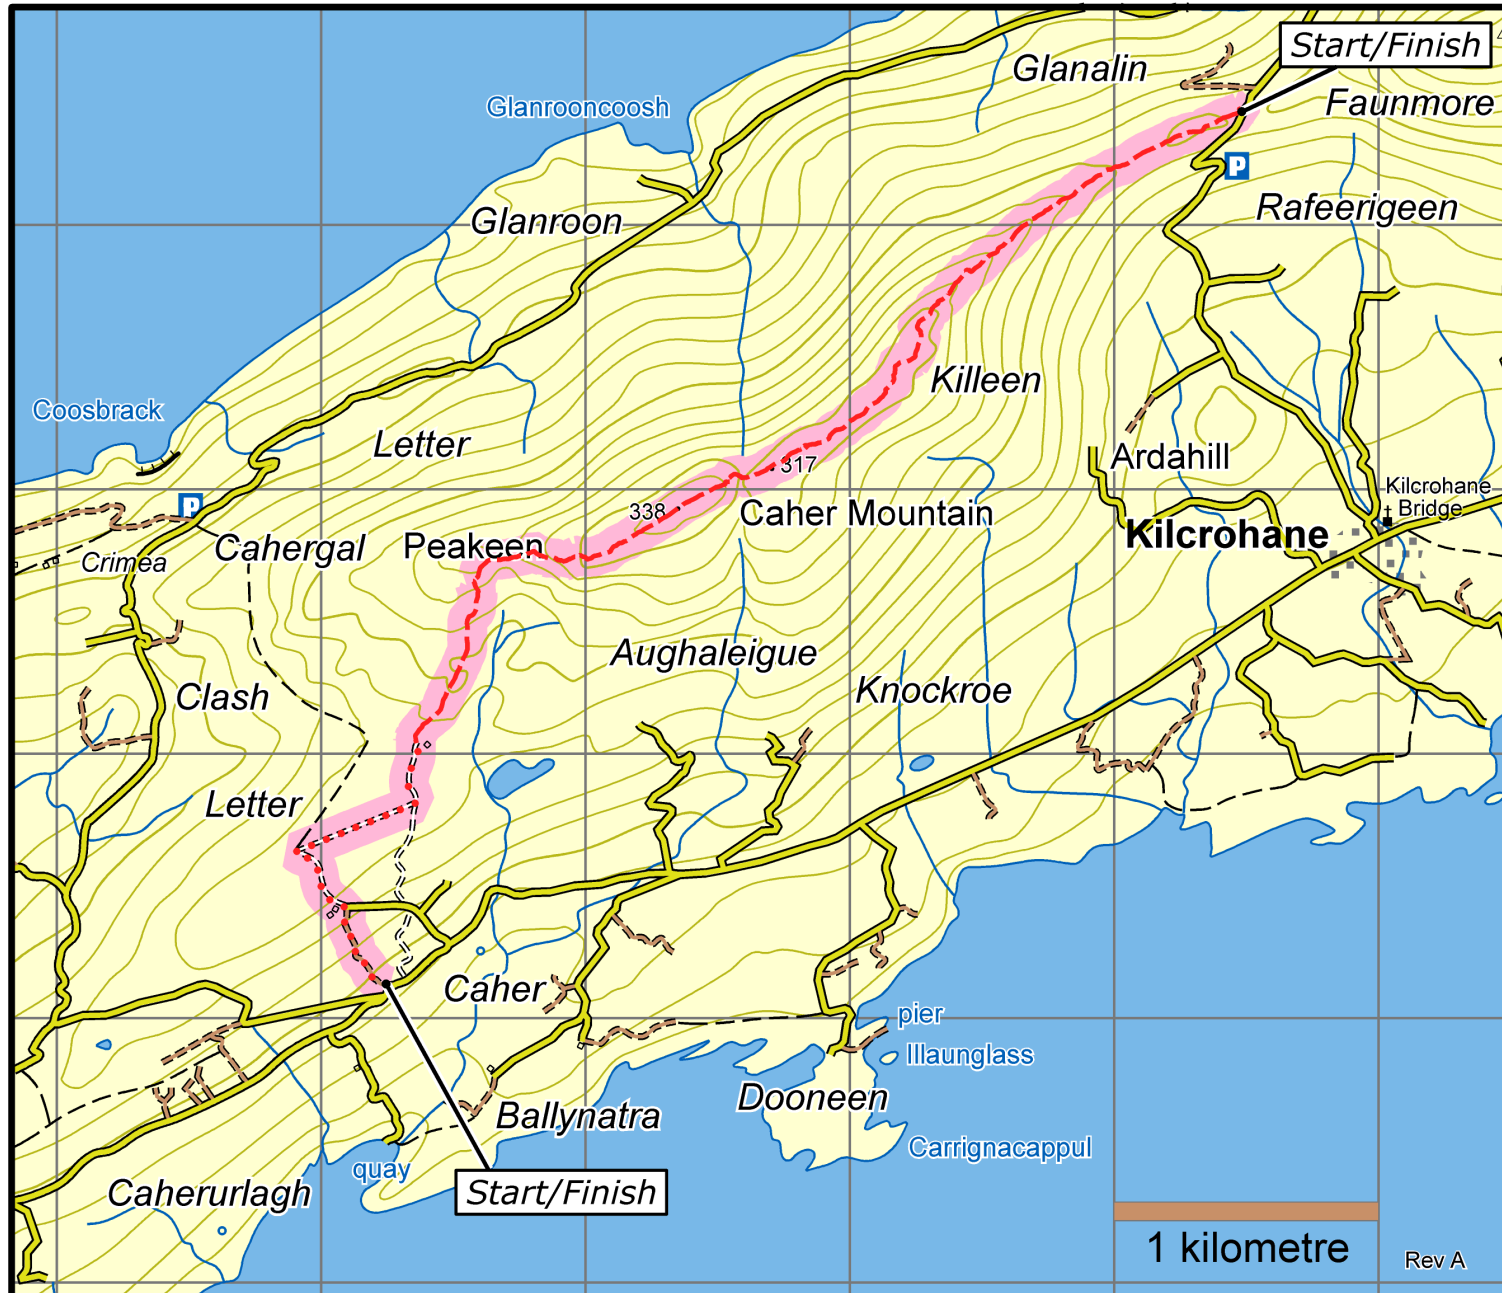 Start/Finish
4
Glanalin
Faunmore
Glanrooncoosh
P
Rafeerigeen
Glanroon
Killeen
Coosbrack
Letter
Ardahill
317
Kilcrohane
Bridge
P
338
Caher Mountain
Kilcrohane
Cahergal
Peakeen
Crimea
Aughaleigue
Clash
Knockroe
Letter
Caher
pier
Illaunglass
Dooneen
Ballynatra
Carrignacappul
quay
Caherurlagh
Start/Finish
1 kilometre
Rev A